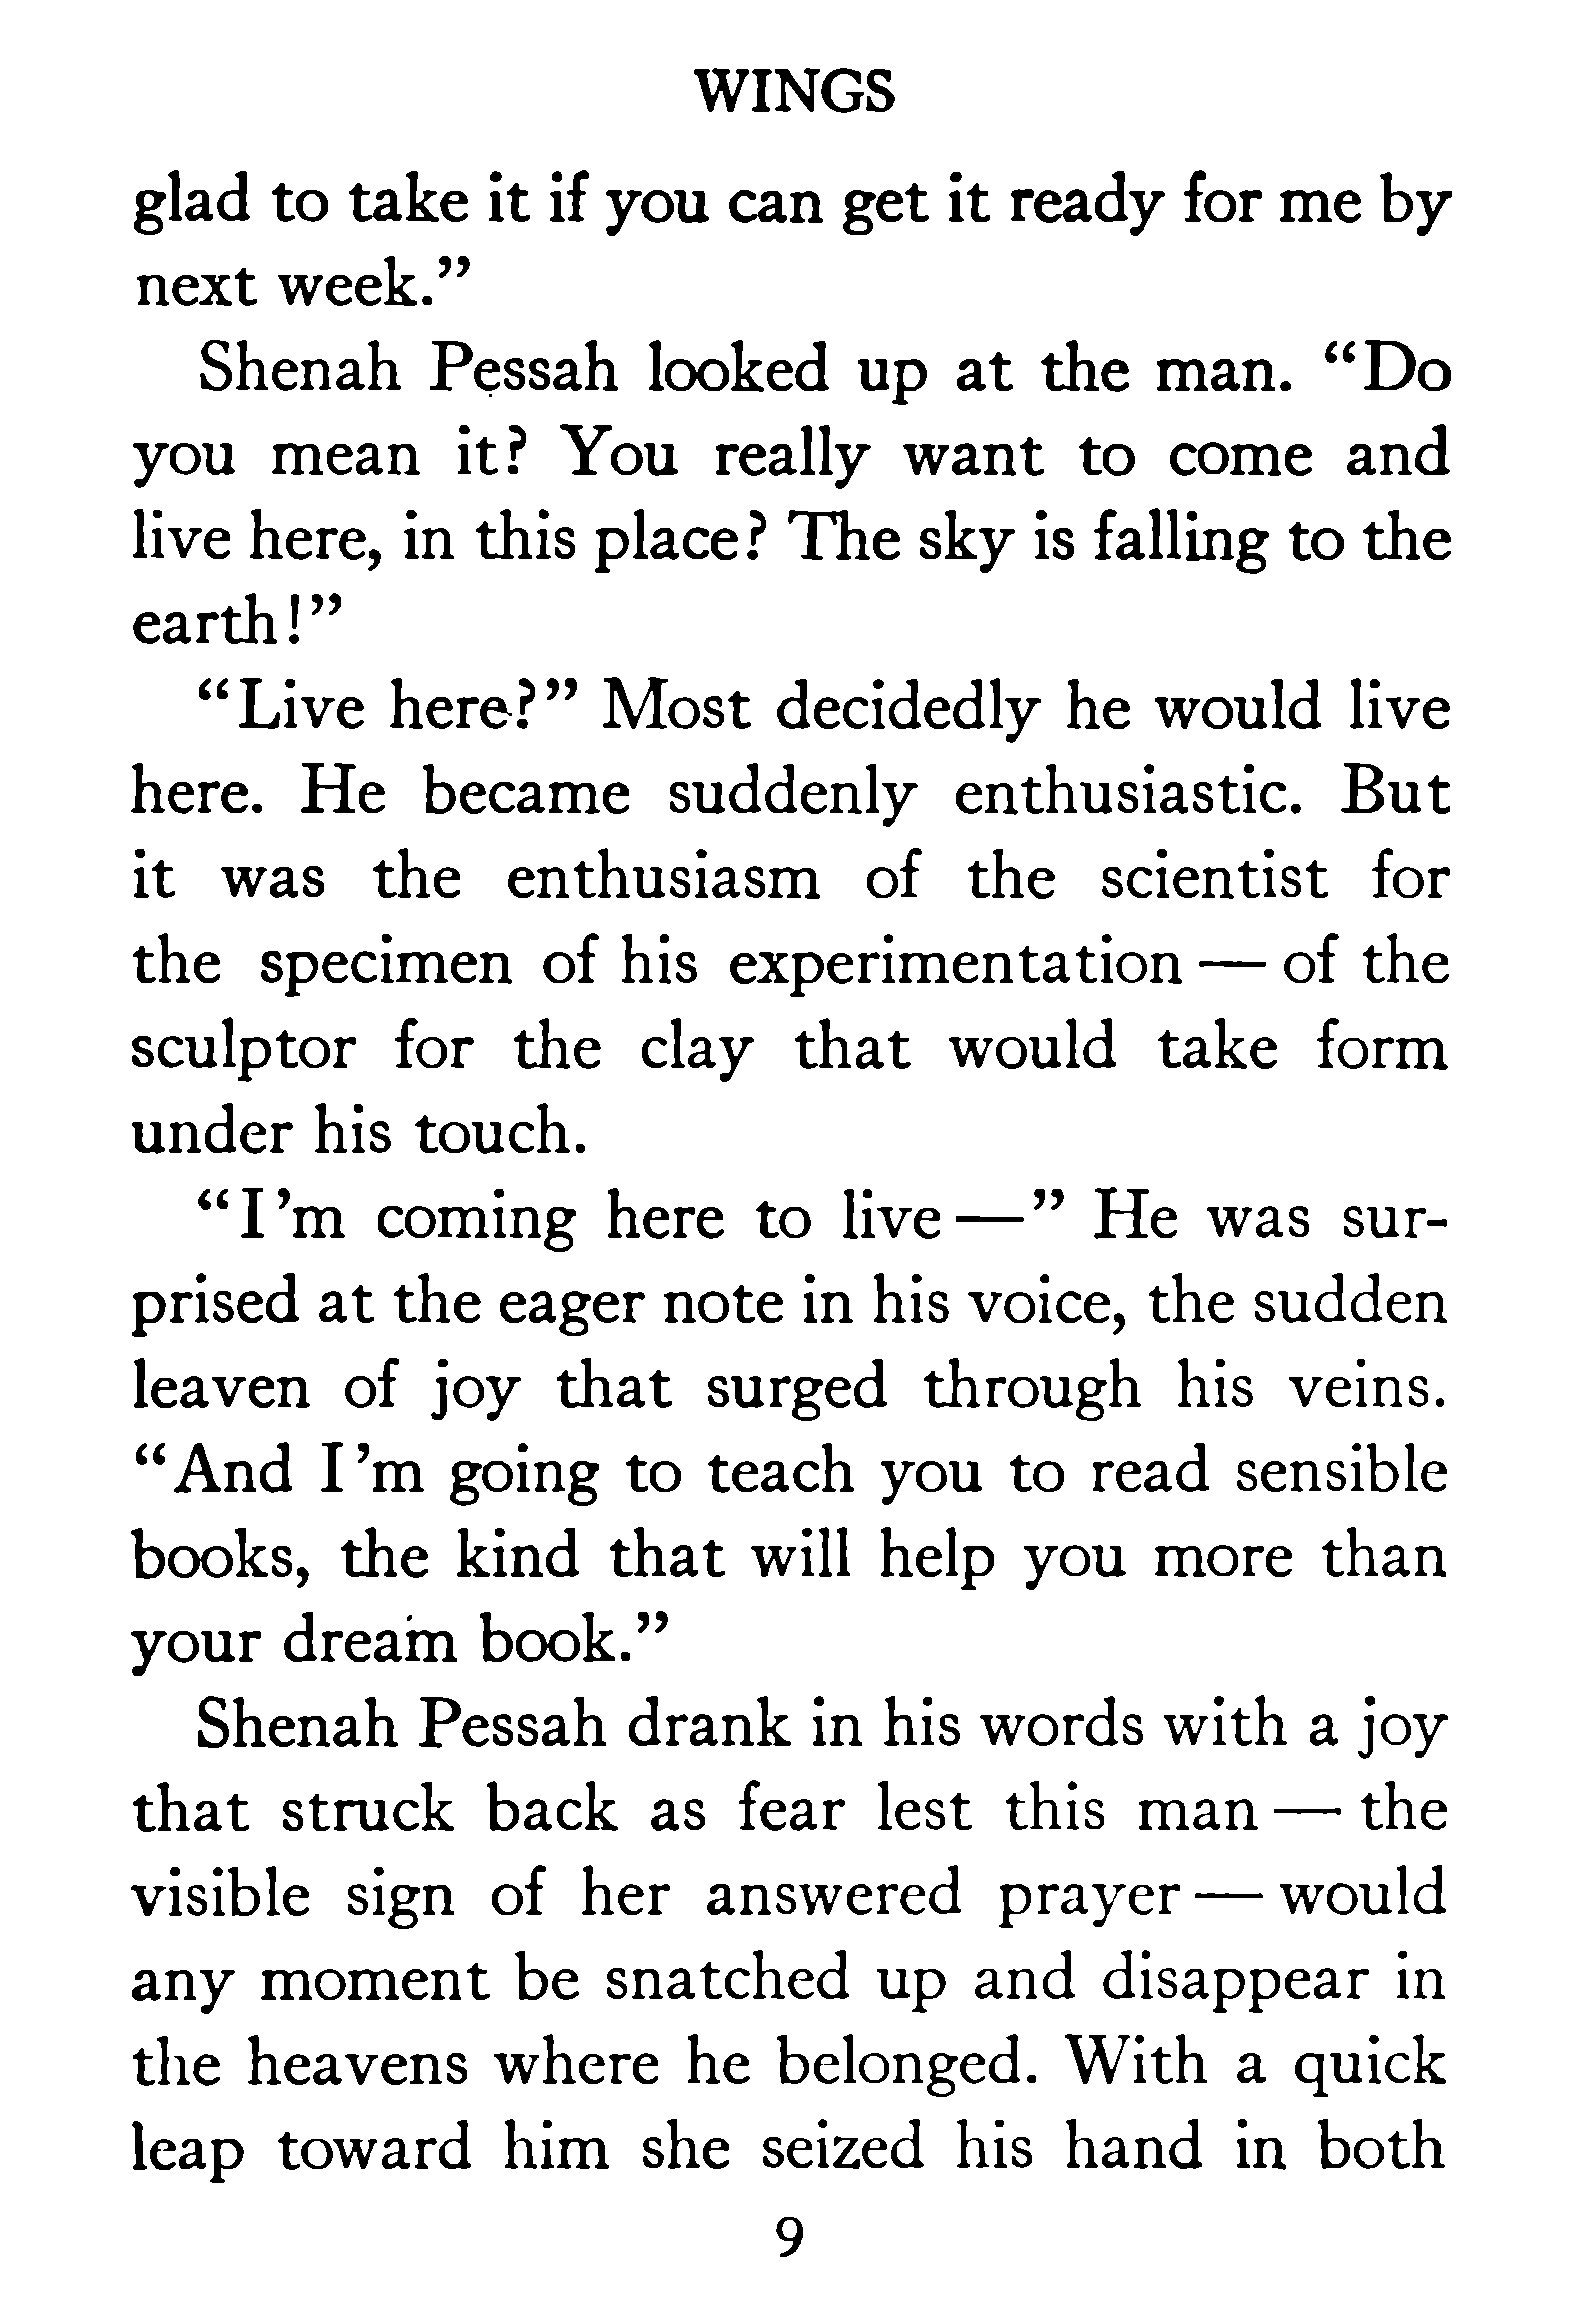 WINGS
glad to take it if you can get it ready for me by
next week.”
Shenah Pessah looked up at the man. “Do
you mean it? You really want to come and
live here, in this place? The sky is falling to the
earth!”
“Live here?” Most decidedly he would live
here. He became suddenly enthusiastic. But
it was the enthusiasm of the scientist for
the specimen of his experimentation — of the
sculptor for the clay that would take form
under his touch.
“I’m coming here to live —” He was sur-
prised at the eager note in his voice, the sudden
leaven of joy that surged through his veins.
“And I’m going to teach you to read sensible
books, the kind that will help you more than
your dream book.”
Shenah Pessah drank in his words with a joy
that struck back as fear lest this man — the
visible sign of her answered prayer — would
any moment be snatched up and disappear in
the heavens where he belonged. With a quick
leap toward him she seized his hand in both
9